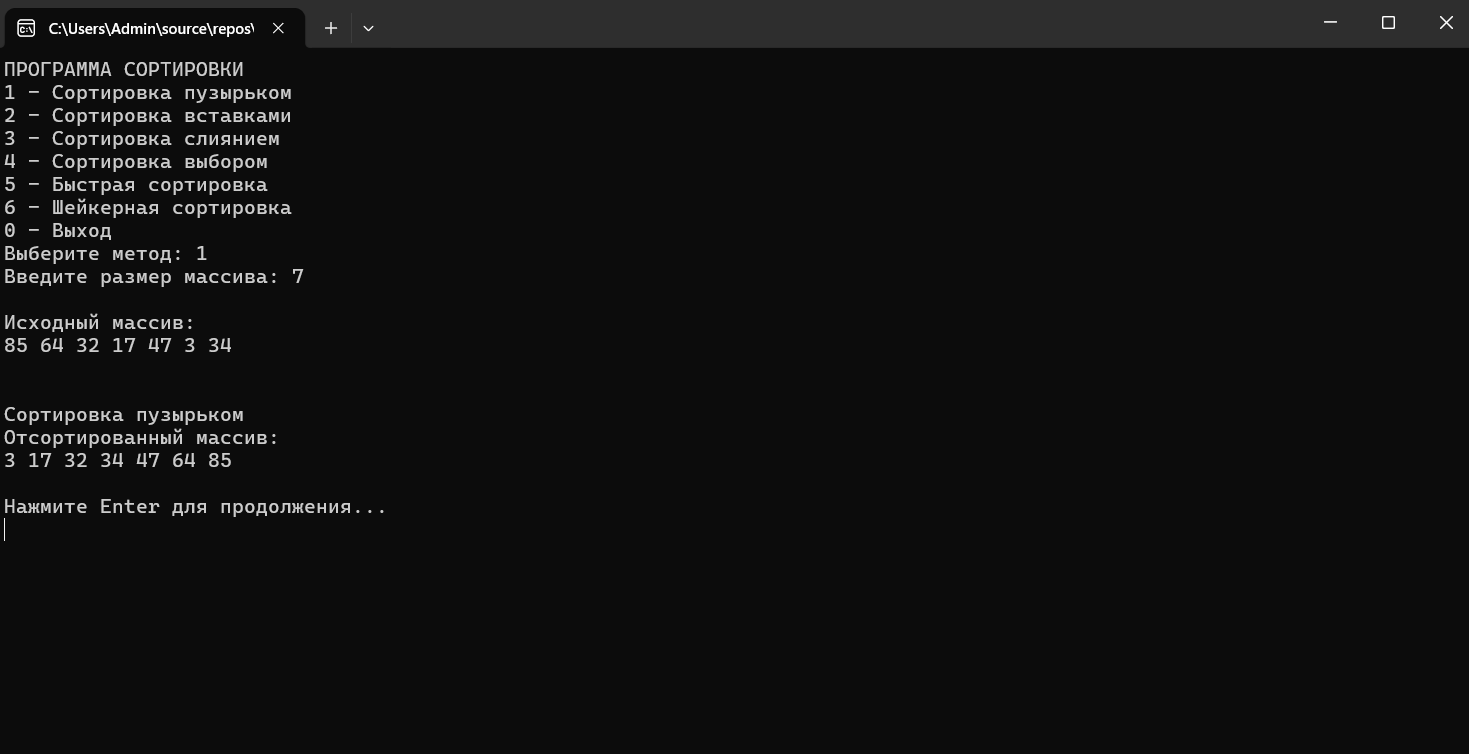 C:\Users\Admin\source\repos\
ПРОГРАММА СОРТИРОВКИ
1 - Сортировка пузырьком
2 - Сортировка вставками
3 - Сортировка слиянием
4 - Сортировка выбором
5 - Быстрая сортировка
6 - Шейкерная сортировка
0 - Выход
Выберите метод: 1
Введите размер массива: 7
Исходный массив:
85 64 32 17 47 3 34
Сортировка пузырьком
Отсортированный массив:
3 17 32 34 47 64 85
Нажмите Enter для продолжения...